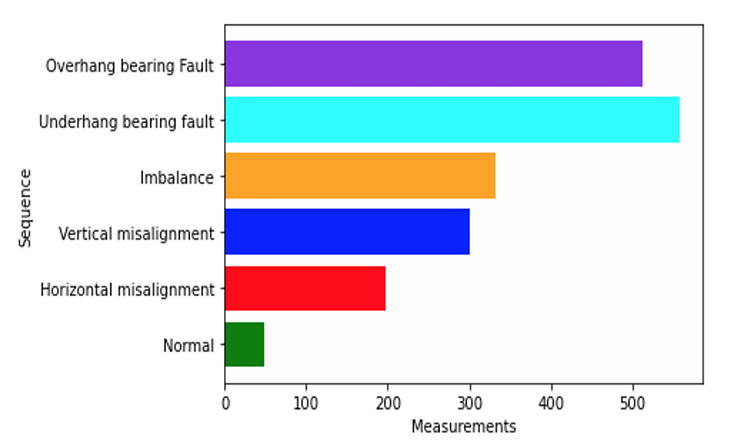 Overhang bearing Fault
Underhang bearing fault
Imbalance
Vertical misalignment
Horizontal misalignment
Normal
Sequence
0 100 200 300 400 500
Measurements